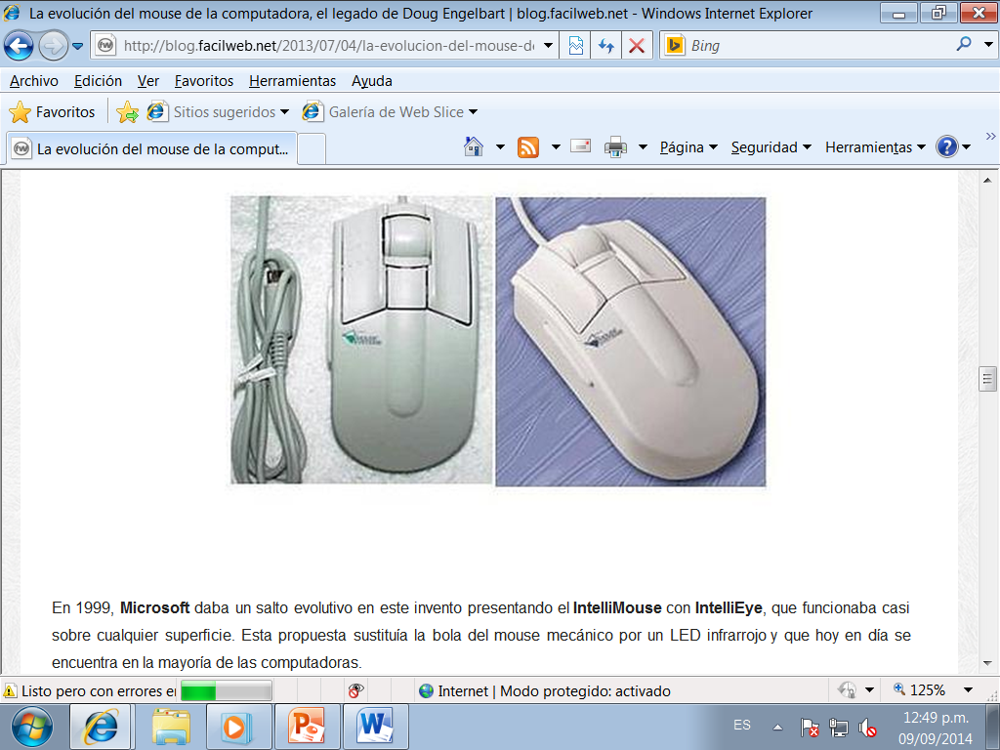 La evolución del mouse de la computadora, el legado de Doug Engelbart | blog.facilweb.net - Windows Internet Explorer
http://blog.facilweb.net/2013/07/04/la-evolucion-del-mouse-de
Bing
Archivo Edición Ver Favoritos Herramientas Ayuda
Favoritos Sitios sugeridos Galería de Web Slice
fw La evolución del mouse de la comput...
Página Seguridad Herramientas
En 1999, Microsoft daba un salto evolutivo en este invento presentando el IntelliMouse con IntelliEye, que funcionaba casi
sobre cualquier superficie. Esta propuesta sustituía la bola del mouse mecánico por un LED infrarrojo y que hoy en día se
encuentra en la mayoría de las computadoras.
Listo pero con errores en Internet | Modo protegido: activado 125%
ES 12:49 p.m.
09/09/2014